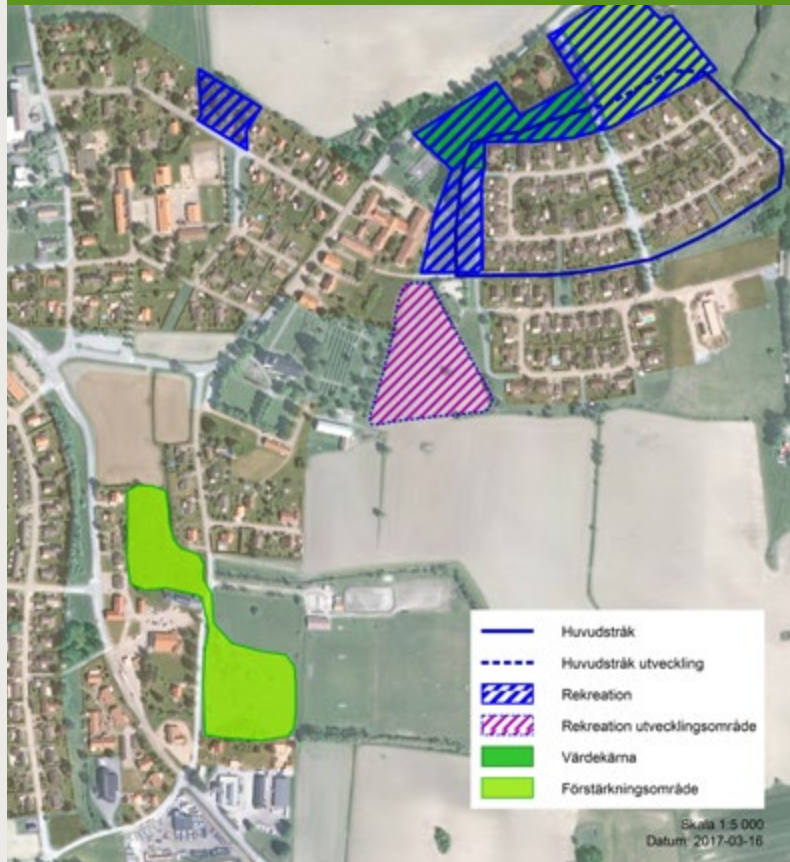 Huvudstråk
Huvudstråk utveckling
Rekreation
Rekreation utvecklingsområde
Värdekärna
Förstärkningsområde
Skala 1:5 000
Datum: 2017-03-16